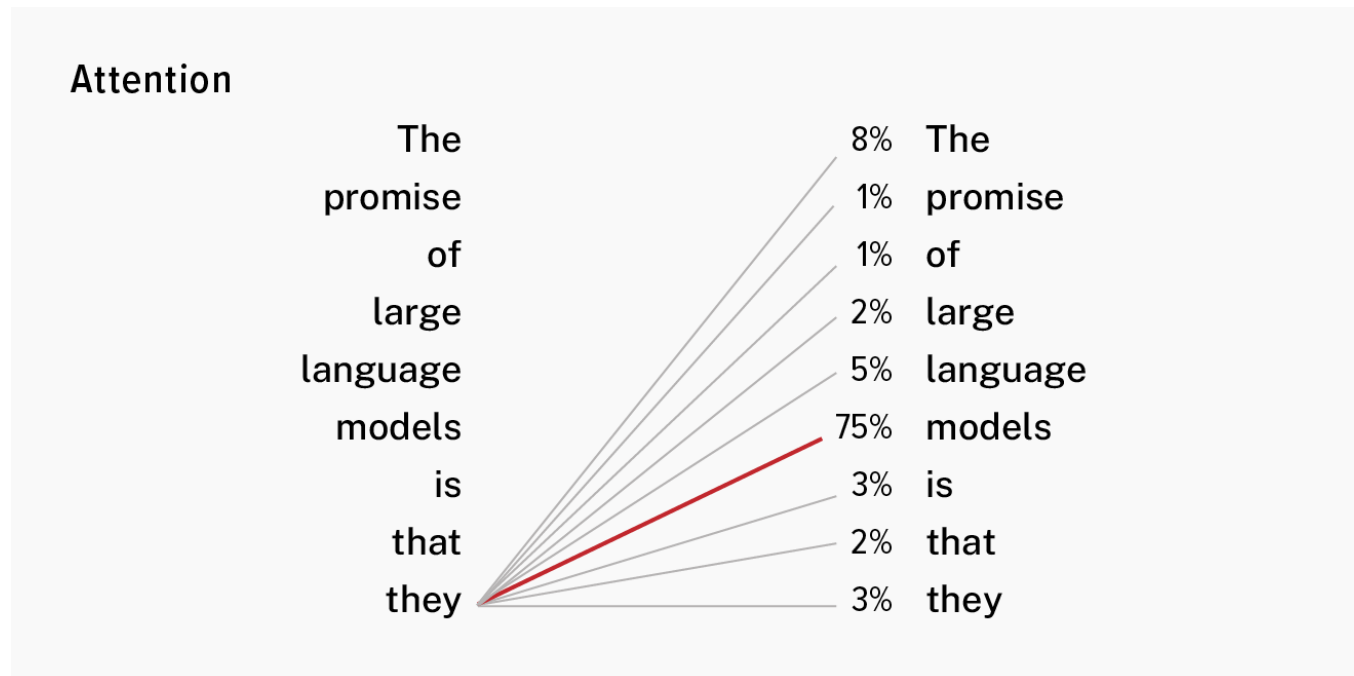 Attention
The 8% The
promise 1% promise
of 1% of
large 2% large
language 5% language
models 75% models
is 3% is
that 2% that
they 3% they